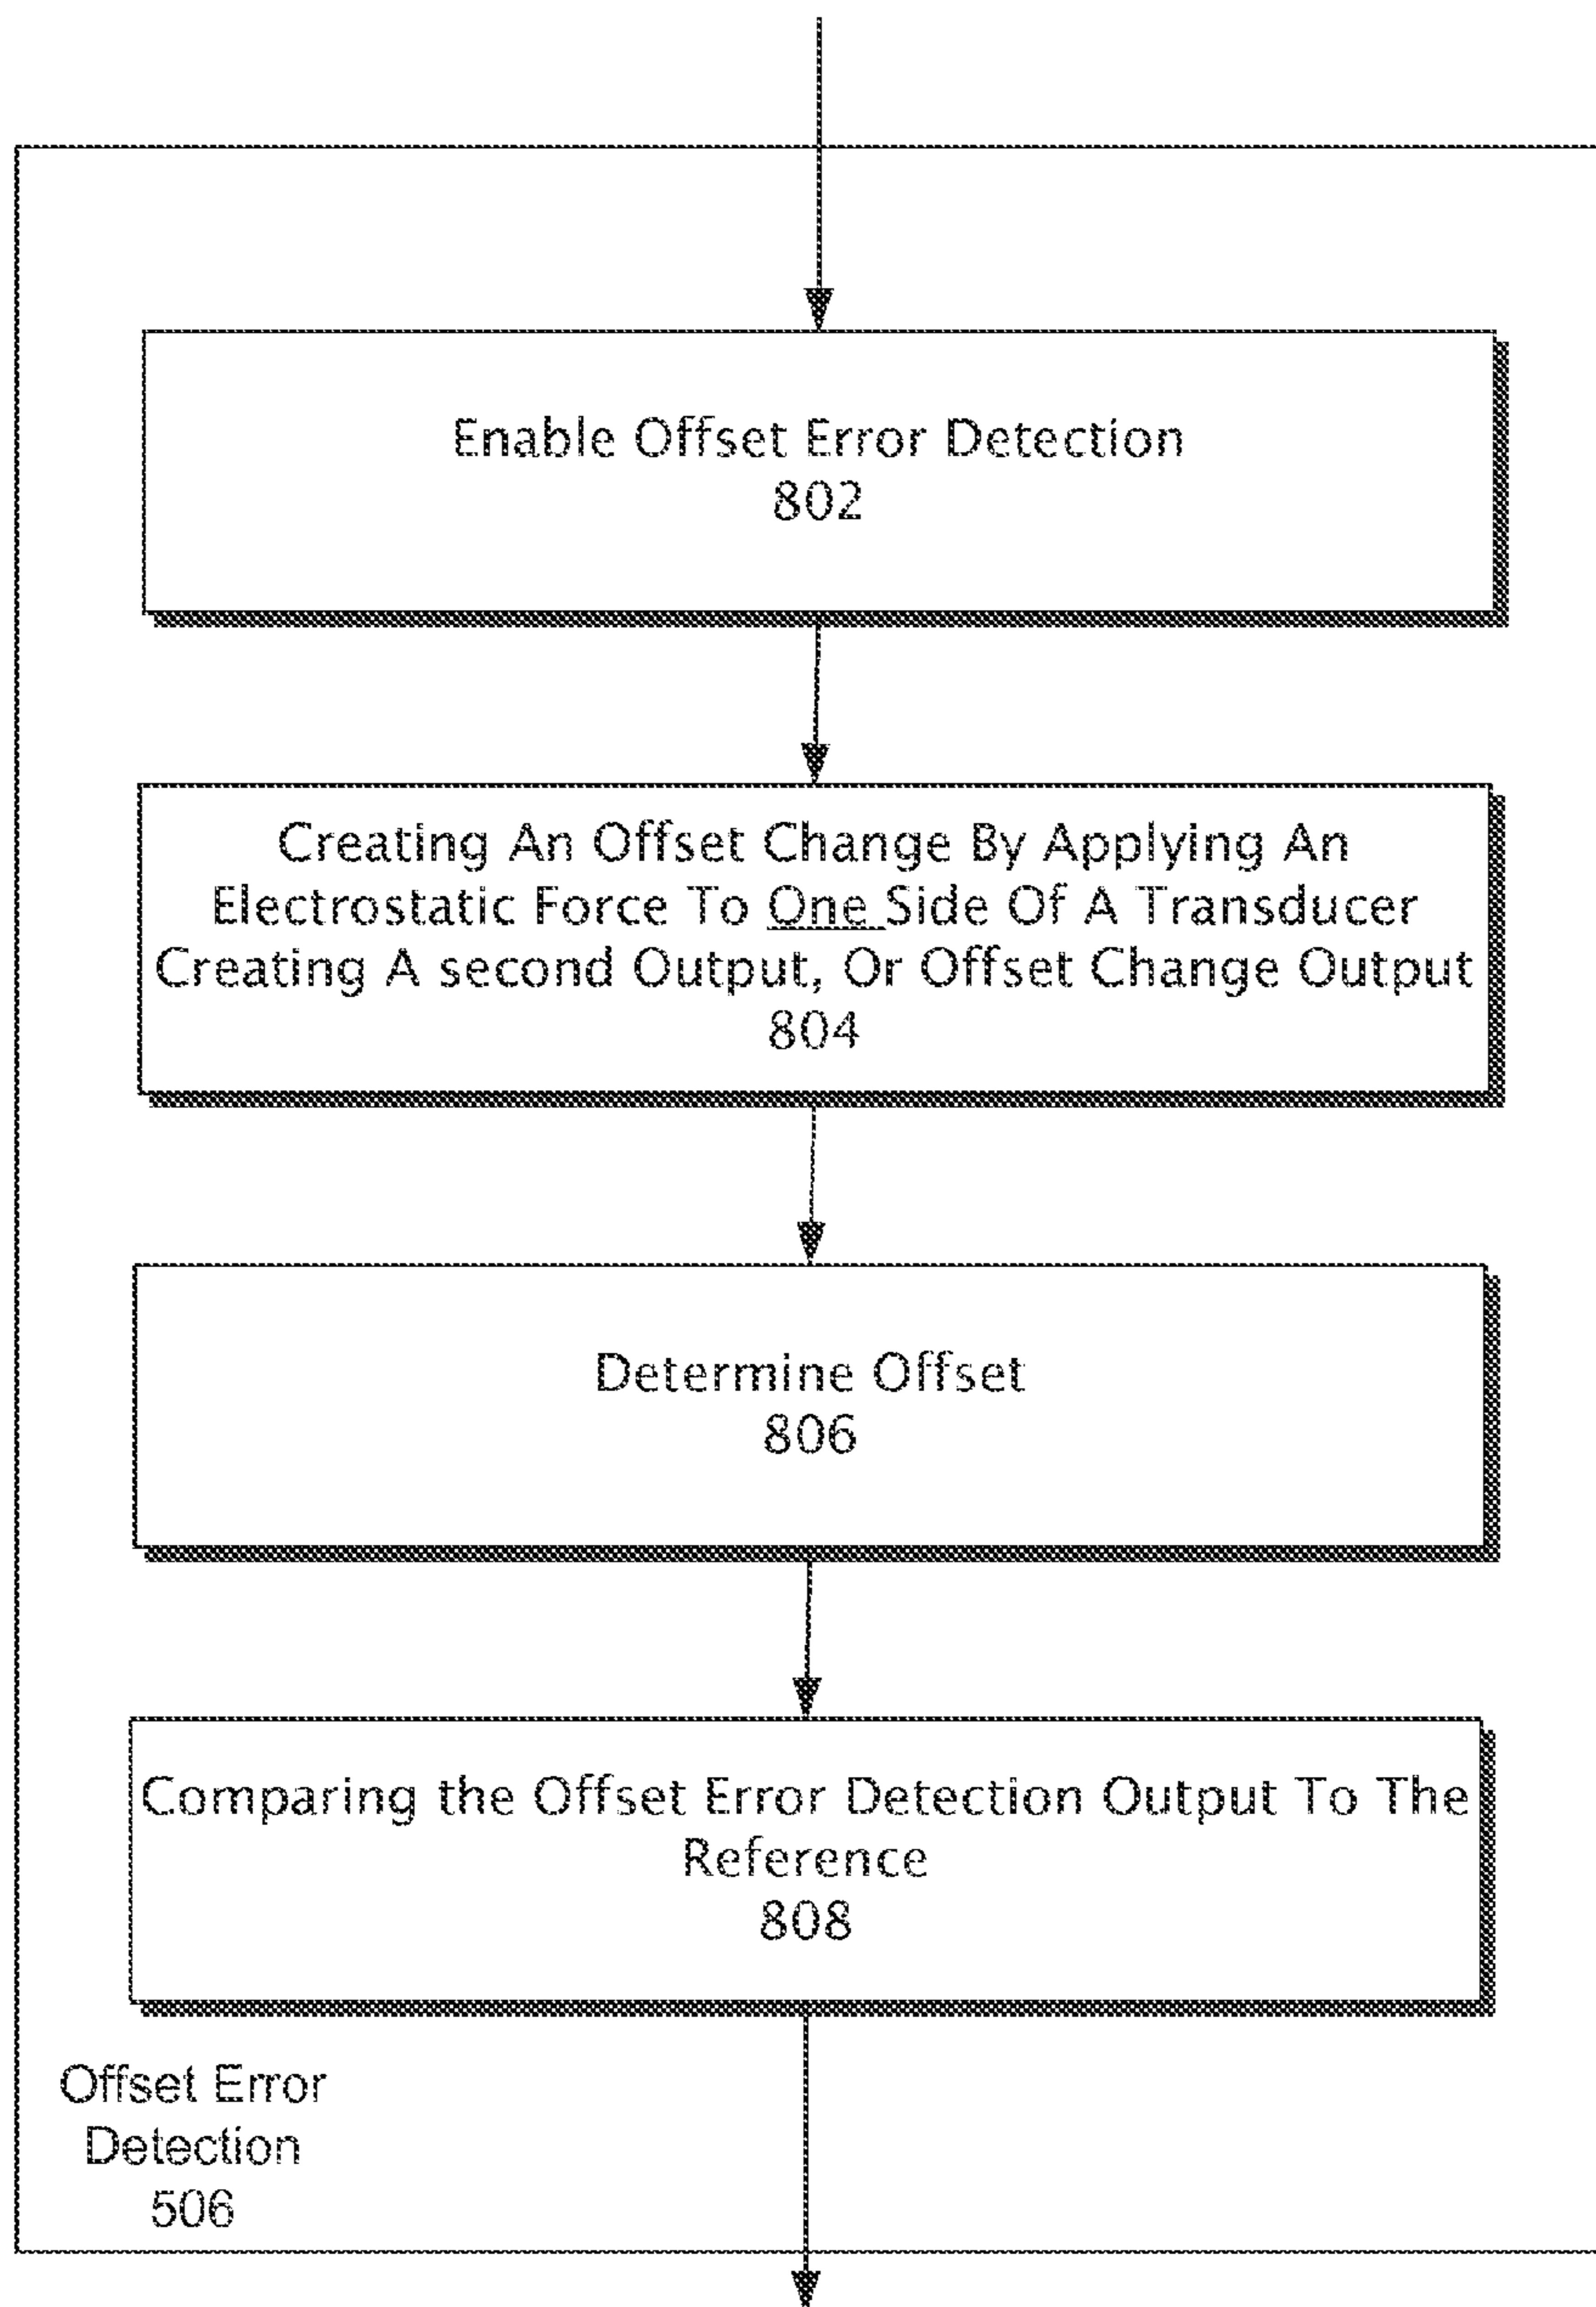 Enable Offset Error Detection
802
Creating An Offset Change By Applying An
Electrostatic Force To One Side Of A Transducer
Creating A second Output, Or Offset Change Output
804
Determine Offset
806
Comparing the Offset Error Detection Output To The
Reference
808
Offset Error
Detection
506